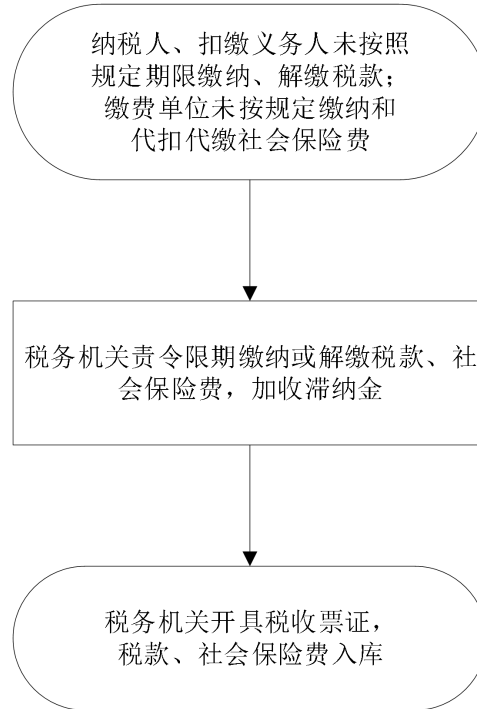 纳税人、扣缴义务人未按照
规定期限缴纳、解缴税款;
缴费单位未按规定缴纳和
代扣代缴社会保险费
税务机关责令限期缴纳或解缴税款、社
会保险费，加收滞纳金
税务机关开具税收票证，
税款、社会保险费入库